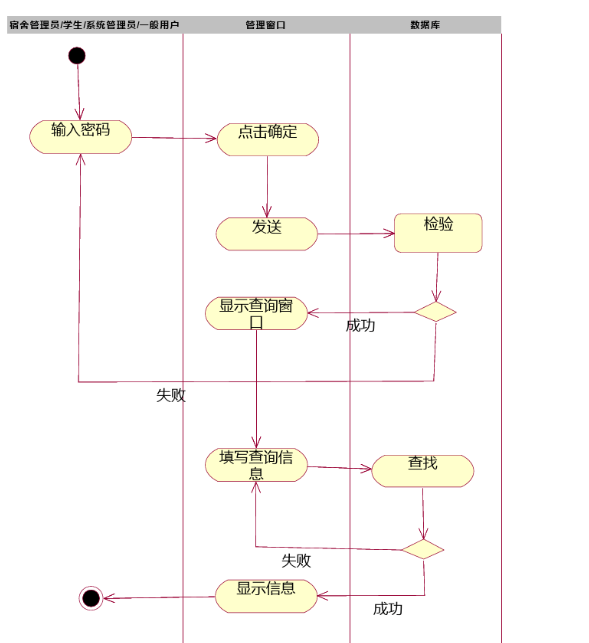 宿舍管理员/学生/系统管理员/一般用户
管理窗口
数据库
输入密码
点击确定
发送
检验
显示查询窗
口
成功
失败
填写查询信
息
查找
失败
显示信息
成功